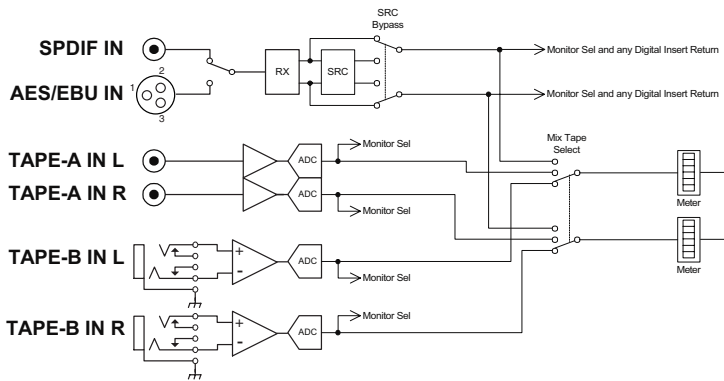 SRC
Bypass
SPDIF IN
Monitor Sel and any Digital Insert Return
2
RX
SRC
AES/EBU IN
1
3
Monitor Sel and any Digital Insert Return
Mix Tape
Select
TAPE-A IN L
ADC
Monitor Sel
TAPE-A IN R
ADC
Monitor Sel
Meter
TAPE-B IN L
+
-
ADC
Monitor Sel
Meter
TAPE-B IN R
+
-
ADC
Monitor Sel